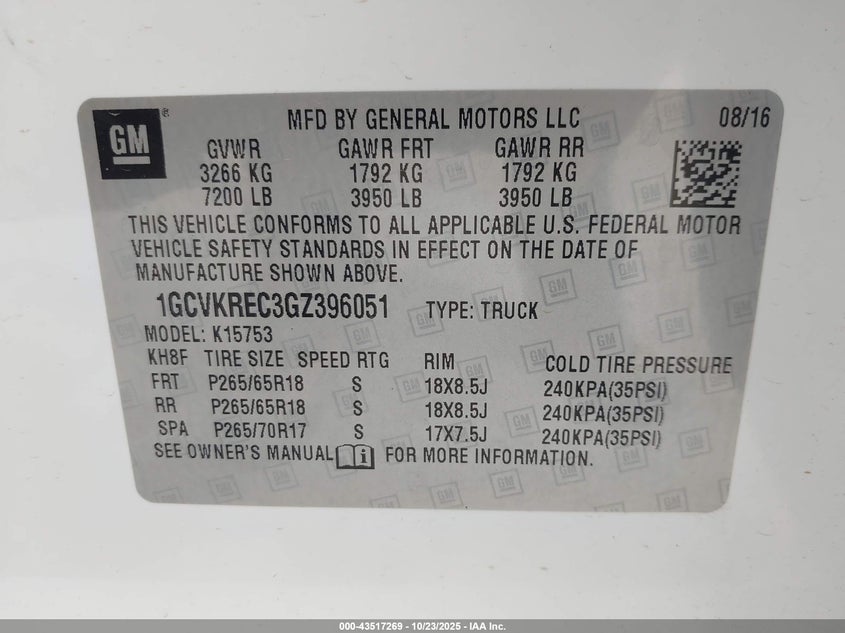 GM ® MFD BY GENERAL MOTORS LLC 08/16
GVWR GAWR FRT GAWR RR
3266 KG 1792 KG 1792 KG
7200 LB 3950 LB 3950 LB
THIS VEHICLE CONFORMS TO ALL APPLICABLE U.S. FEDERAL MOTOR
VEHICLE SAFETY STANDARDS IN EFFECT ON THE DATE OF
MANUFACTURE SHOWN ABOVE.
1GCVKREC3GZ396051 TYPE: TRUCK
MODEL: K15753
KH8F TIRE SIZE SPEED RTG RIM COLD TIRE PRESSURE
FRT P265/65R18 S 18X8.5J 240KPA(35PSI)
RR P265/65R18 S 18X8.5J 240KPA(35PSI)
SPA P265/70R17 S 17X7.5J 240KPA(35PSI)
SEE OWNER'S MANUAL FOR MORE INFORMATION.
000-43517269 - 10/23/2025 - IAA Inc.